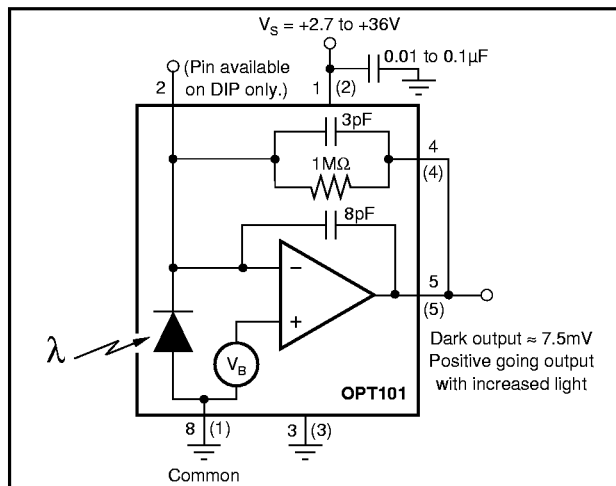 V_S = +2.7 to +36V
0.01 to 0.1µF
(Pin available
on DIP only.)
2
1
(2)
3pF
1MΩ
8pF
4
(4)
5
(5)
λ
−
+
V_B
OPT101
Dark output ≈ 7.5mV
Positive going output
with increased light
8
(1)
3
(3)
Common